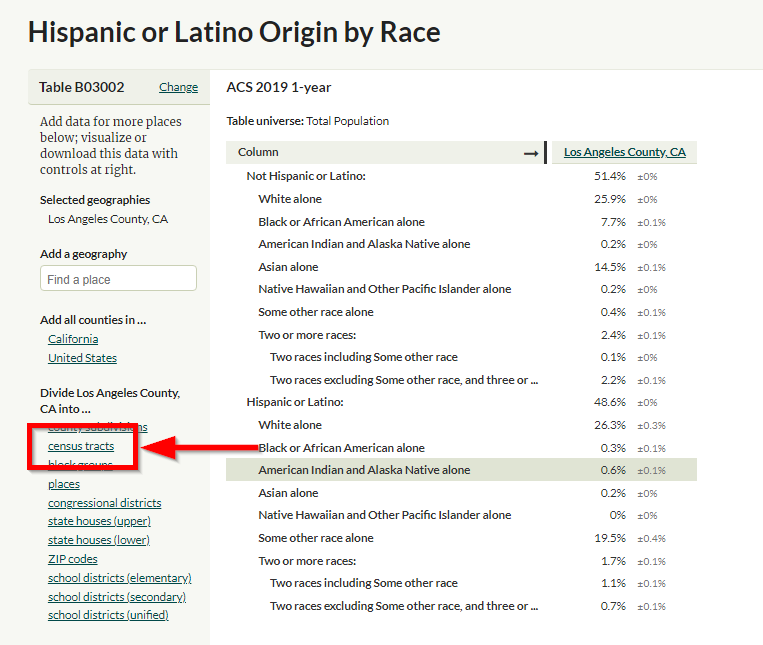 Hispanic or Latino Origin by Race
Table B03002 Change
Add data for more places
below; visualize or
download this data with
controls at right.
Selected geographies
Los Angeles County, CA
Add a geography
Find a place
Add all counties in ...
California
United States
Divide Los Angeles County,
CA into ...
county subdivisions
census tracts
block groups
places
congressional districts
state houses (upper)
state houses (lower)
ZIP codes
school districts (elementary)
school districts (secondary)
school districts (unified)
ACS 2019 1-year
Table universe: Total Population
Column → Los Angeles County, CA
Not Hispanic or Latino: 51.4% ±0%
White alone 25.9% ±0%
Black or African American alone 7.7% ±0.1%
American Indian and Alaska Native alone 0.2% ±0%
Asian alone 14.5% ±0.1%
Native Hawaiian and Other Pacific Islander alone 0.2% ±0%
Some other race alone 0.4% ±0.1%
Two or more races: 2.4% ±0.1%
Two races including Some other race 0.1% ±0%
Two races excluding Some other race, and three or ... 2.2% ±0.1%
Hispanic or Latino: 48.6% ±0%
White alone 26.3% ±0.3%
Black or African American alone 0.3% ±0.1%
American Indian and Alaska Native alone 0.6% ±0.1%
Asian alone 0.2% ±0%
Native Hawaiian and Other Pacific Islander alone 0% ±0%
Some other race alone 19.5% ±0.4%
Two or more races: 1.7% ±0.1%
Two races including Some other race 1.1% ±0.1%
Two races excluding Some other race, and three or ... 0.7% ±0.1%